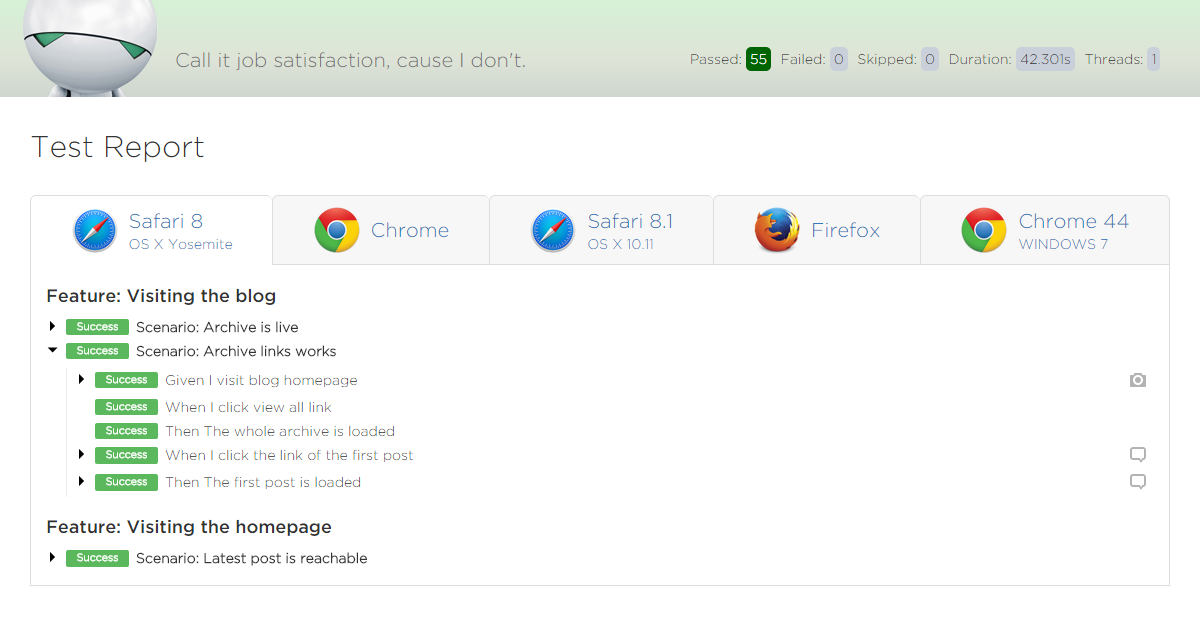 Call it job satisfaction, cause I don't.
Passed: 55 Failed: 0 Skipped: 0 Duration: 42.301s Threads: 1
Test Report
Safari 8
OS X Yosemite
Chrome
Safari 8.1
OS X 10.11
Firefox
Chrome 44
WINDOWS 7
Feature: Visiting the blog
Success Scenario: Archive is live
Success Scenario: Archive links works
Success Given I visit blog homepage
Success When I click view all link
Success Then The whole archive is loaded
Success When I click the link of the first post
Success Then The first post is loaded
Feature: Visiting the homepage
Success Scenario: Latest post is reachable